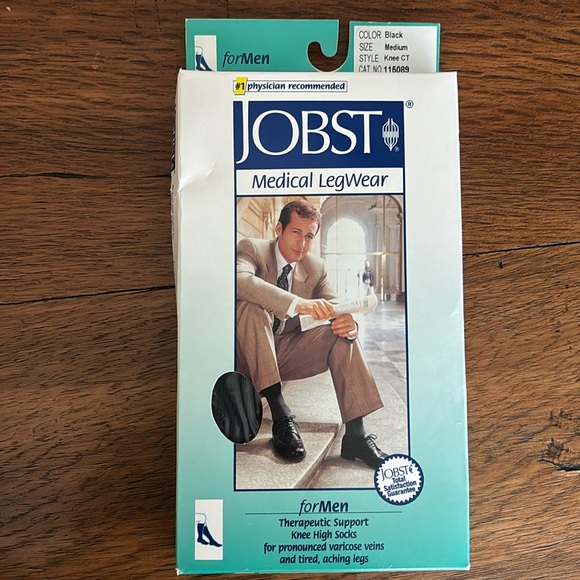 COLOR Black
SIZE Medium
STYLE Knee CT
CAT NO 115089
forMen
#1 physician recommended
JOBST®
Medical LegWear
JOBST
Total
Satisfaction
Guarantee
forMen
Therapeutic Support
Knee High Socks
for pronounced varicose veins
and tired, aching legs